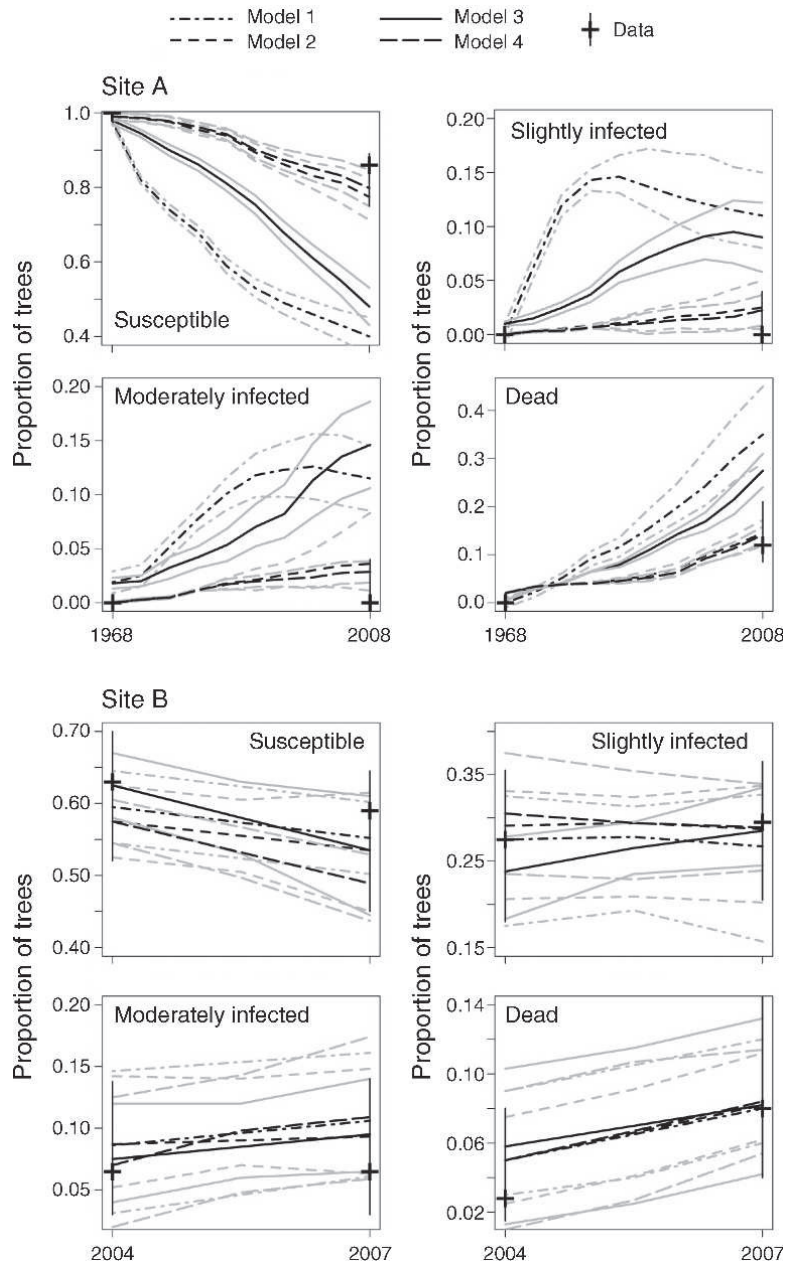 Model 1 Model 3 Data
Model 2 Model 4
Site A
Proportion of trees
1.0
0.8
0.6
0.4
Susceptible
0.20
0.15
0.10
0.05
0.00
Slightly infected
Proportion of trees
0.20
0.15
0.10
0.05
0.00
Moderately infected
1968 2008
0.4
0.3
0.2
0.1
0.0
Dead
1968 2008
Site B
Proportion of trees
0.70
0.60
0.50
0.40
Susceptible
0.35
0.25
0.15
Slightly infected
Proportion of trees
0.20
0.15
0.10
0.05
Moderately infected
2004 2007
0.14
0.10
0.06
0.02
Dead
2004 2007